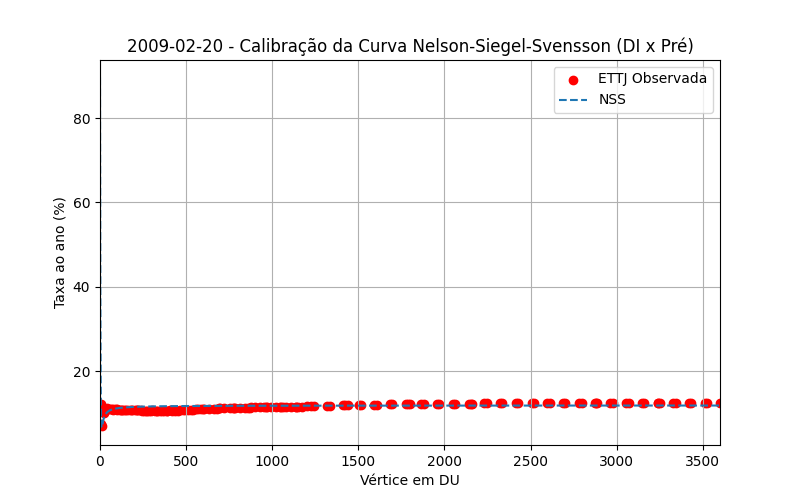 2009-02-20 - Calibração da Curva Nelson-Siegel-Svensson (DI x Pré)
ETTJ Observada
NSS
Taxa ao ano (%)
80
60
40
20
0 500 1000 1500 2000 2500 3000 3500
Vértice em DU